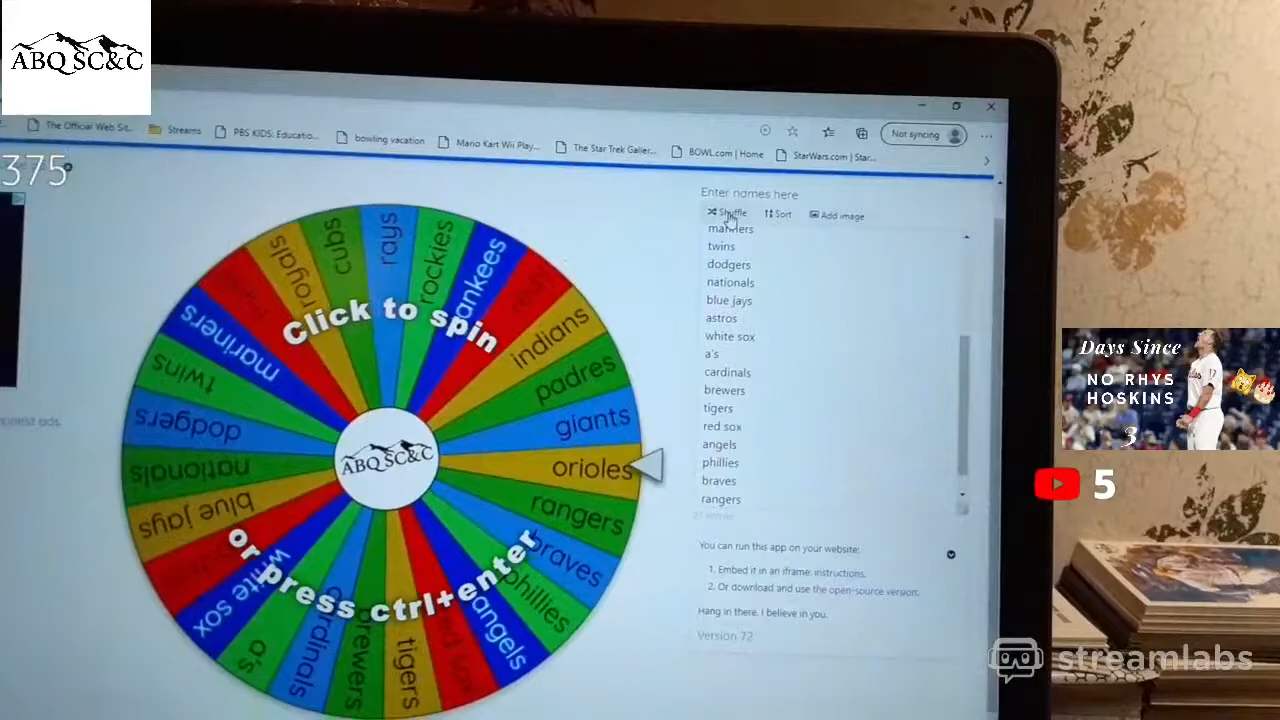 ABQ SC&C
375
The Official Web Sit..
Streams
PBS KIDS: Educatio...
bowling vacation
Mario Kart Wii Play...
The Star Trek Galler...
BOWL.com | Home
StarWars.com | Star...
Not syncing
Enter names here
Shuffle
Sort
Add image
mariners
twins
dodgers
nationals
blue jays
astros
white sox
a's
cardinals
brewers
tigers
red sox
angels
phillies
braves
rangers
You can run this app on your website:
1. Embed it in an iframe: instructions.
2. Or download and use the open-source version.
Hang in there. I believe in you.
Version 72
Click to spin
or press ctrl+enter
ABQ SC&C
royals
cubs
rays
rockies
yankees
indians
padres
giants
orioles
rangers
braves
phillies
angels
red sox
tigers
brewers
cardinals
a's
white sox
blue jays
nationals
dodgers
twins
mariners
Days Since
NO RHYS
HOSKINS
3
5
streamlabs